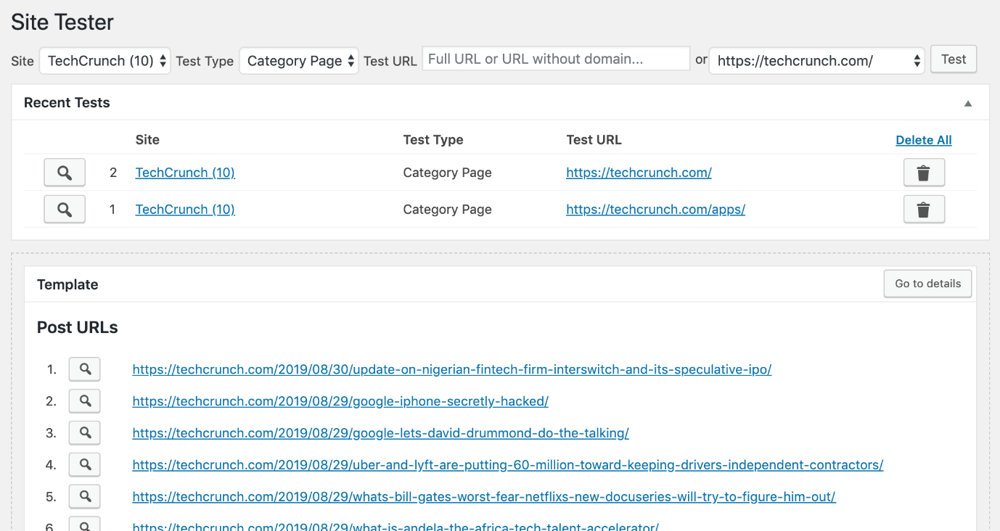 Site Tester
Site TechCrunch (10) Test Type Category Page Test URL Full URL or URL without domain... or https://techcrunch.com/ Test
Recent Tests
Site Test Type Test URL Delete All
2 TechCrunch (10) Category Page https://techcrunch.com/
1 TechCrunch (10) Category Page https://techcrunch.com/apps/
Template Go to details
Post URLs
1. https://techcrunch.com/2019/08/30/update-on-nigerian-fintech-firm-interswitch-and-its-speculative-ipo/
2. https://techcrunch.com/2019/08/29/google-iphone-secretly-hacked/
3. https://techcrunch.com/2019/08/29/google-lets-david-drummond-do-the-talking/
4. https://techcrunch.com/2019/08/29/uber-and-lyft-are-putting-60-million-toward-keeping-drivers-independent-contractors/
5. https://techcrunch.com/2019/08/29/whats-bill-gates-worst-fear-netflixs-new-docuseries-will-try-to-figure-him-out/
6. https://techcrunch.com/2019/08/29/what-is-andela-the-africa-tech-talent-accelerator/